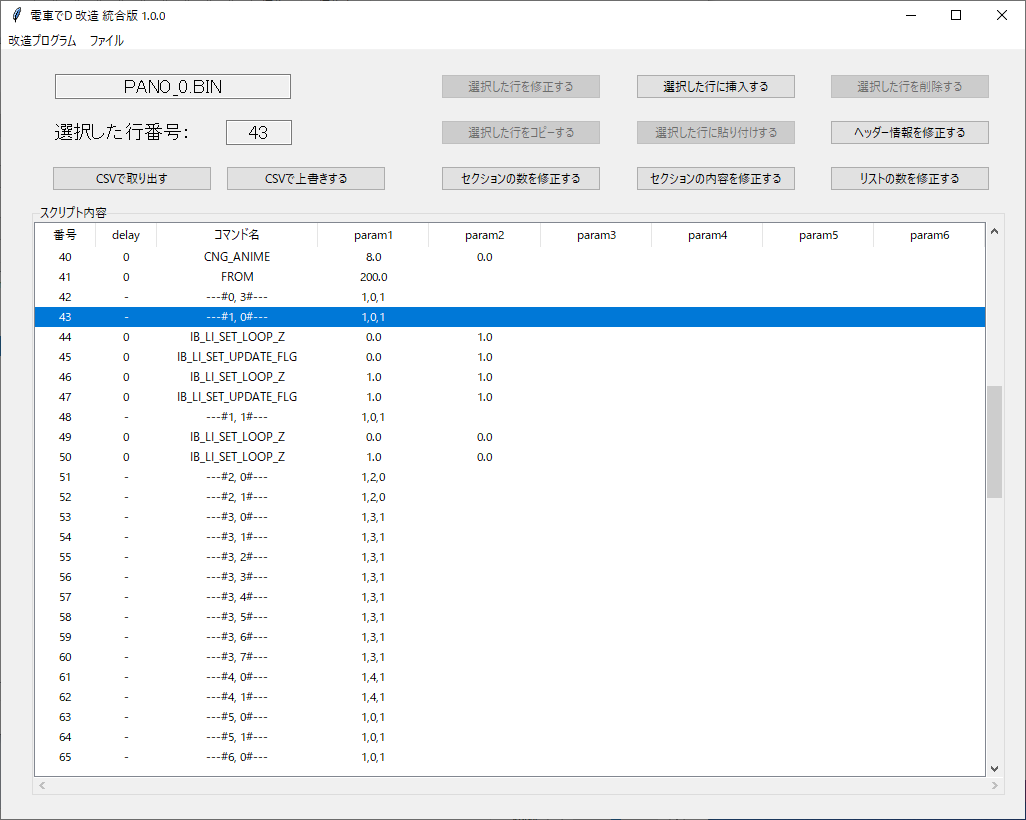 電車でD 改造 統合版 1.0.0
改造プログラム ファイル
PANO_0.BIN 選択した行を修正する 選択した行に挿入する 選択した行を削除する
選択した行番号: 43 選択した行をコピーする 選択した行に貼り付けする ヘッダー情報を修正する
CSVで取り出す CSVで上書きする セクションの数を修正する セクションの内容を修正する リストの数を修正する
スクリプト内容
番号 delay コマンド名 param1 param2 param3 param4 param5 param6
40 0 CNG_ANIME 8.0 0.0
41 0 FROM 200.0
42 - ---#0, 3#--- 1,0,1
43 - ---#1, 0#--- 1,0,1
44 0 IB_LI_SET_LOOP_Z 0.0 1.0
45 0 IB_LI_SET_UPDATE_FLG 0.0 1.0
46 0 IB_LI_SET_LOOP_Z 1.0 1.0
47 0 IB_LI_SET_UPDATE_FLG 1.0 1.0
48 - ---#1, 1#--- 1,0,1
49 0 IB_LI_SET_LOOP_Z 0.0 0.0
50 0 IB_LI_SET_LOOP_Z 1.0 0.0
51 - ---#2, 0#--- 1,2,0
52 - ---#2, 1#--- 1,2,0
53 - ---#3, 0#--- 1,3,1
54 - ---#3, 1#--- 1,3,1
55 - ---#3, 2#--- 1,3,1
56 - ---#3, 3#--- 1,3,1
57 - ---#3, 4#--- 1,3,1
58 - ---#3, 5#--- 1,3,1
59 - ---#3, 6#--- 1,3,1
60 - ---#3, 7#--- 1,3,1
61 - ---#4, 0#--- 1,4,1
62 - ---#4, 1#--- 1,4,1
63 - ---#5, 0#--- 1,0,1
64 - ---#5, 1#--- 1,0,1
65 - ---#6, 0#--- 1,0,1